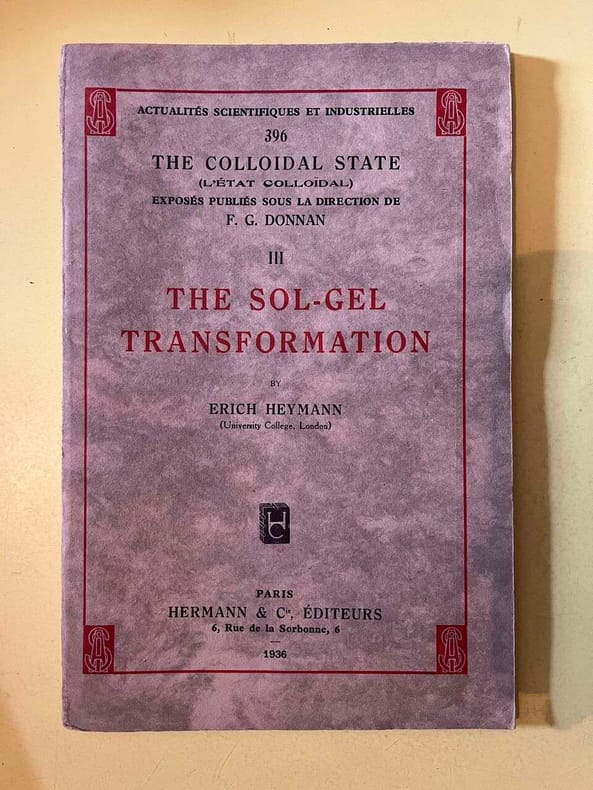 ACTUALITÉS SCIENTIFIQUES ET INDUSTRIELLES
396
THE COLLOIDAL STATE
(L'ÉTAT COLLOÏDAL)
EXPOSÉS PUBLIÉS SOUS LA DIRECTION DE
F. G. DONNAN
III
THE SOL-GEL
TRANSFORMATION
BY
ERICH HEYMANN
(University College, London)
HC
PARIS
HERMANN & Cie, ÉDITEURS
6, Rue de la Sorbonne, 6
1936